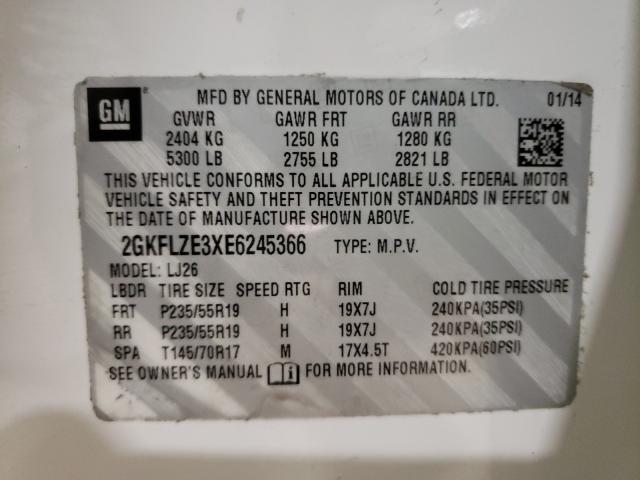 GM ® MFD BY GENERAL MOTORS OF CANADA LTD. 01/14
GVWR GAWR FRT GAWR RR
2404 KG 1250 KG 1280 KG
5300 LB 2755 LB 2821 LB
THIS VEHICLE CONFORMS TO ALL APPLICABLE U.S. FEDERAL MOTOR
VEHICLE SAFETY AND THEFT PREVENTION STANDARDS IN EFFECT ON
THE DATE OF MANUFACTURE SHOWN ABOVE.
2GKFLZE3XE6245366 TYPE: M.P.V.
MODEL: LJ26
LBDR TIRE SIZE SPEED RTG RIM COLD TIRE PRESSURE
FRT P235/55R19 H 19X7J 240KPA(35PSI)
RR P235/55R19 H 19X7J 240KPA(35PSI)
SPA T145/70R17 M 17X4.5T 420KPA(60PSI)
SEE OWNER'S MANUAL i FOR MORE INFORMATION.